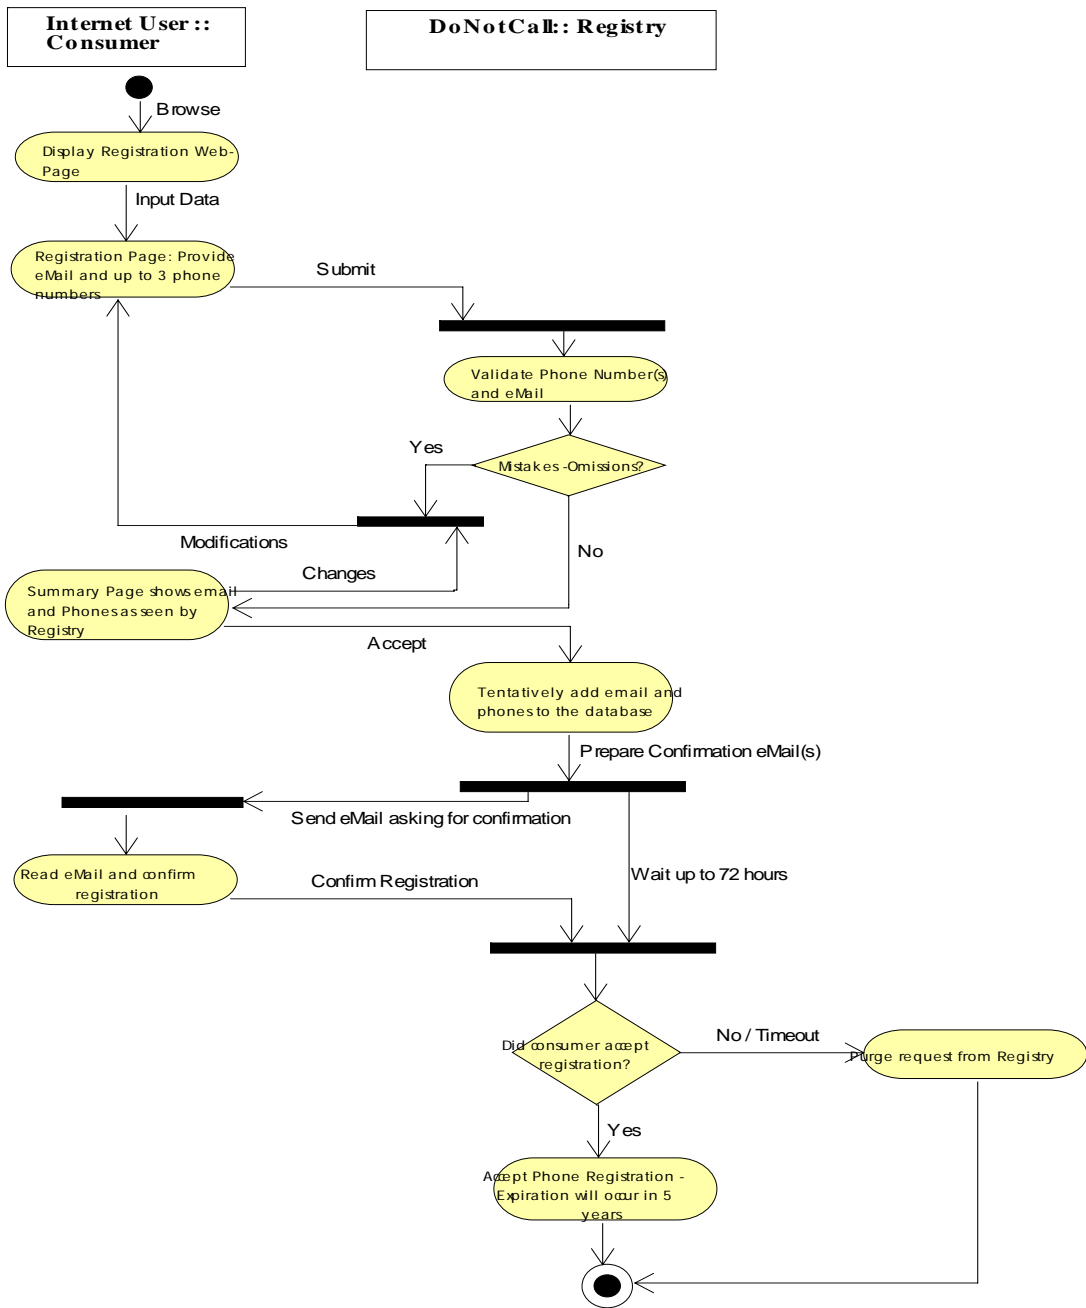 Internet User ::
Consumer
DoNotCall:: Registry
Browse
Display Registration Web-
Page
Input Data
Registration Page: Provide
eMail and up to 3 phone
numbers
Submit
Validate Phone Number(s)
and eMail
Yes
Mistakes -Omissions?
Modifications
No
Changes
Summary Page shows email
and Phones as seen by
Registry
Accept
Tentatively add email and
phones to the database
Prepare Confirmation eMail(s)
Send eMail asking for confirmation
Read eMail and confirm
registration
Confirm Registration
Wait up to 72 hours
Did consumer accept
registration?
No / Timeout
Purge request from Registry
Yes
Accept Phone Registration -
Expiration will occur in 5
years